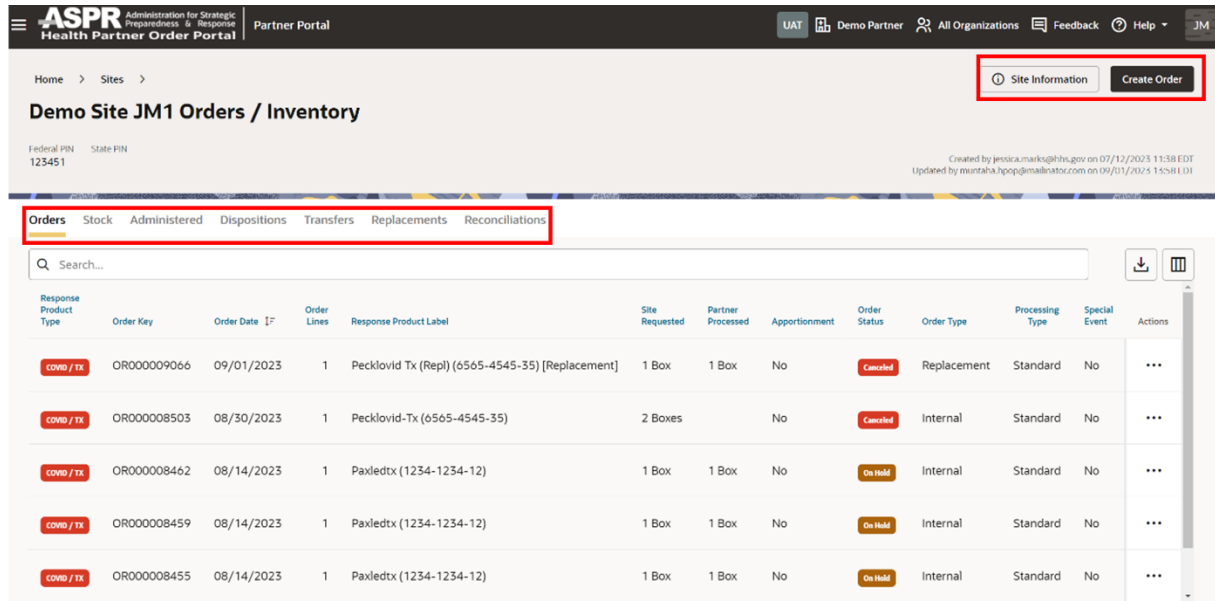 ASPR Administration for Strategic Preparedness & Response
Health Partner Order Portal
Partner Portal
UAT Demo Partner All Organizations Feedback Help JM
Home > Sites >
Site Information Create Order
Demo Site JM1 Orders / Inventory
Federal PIN State PIN
123451
Created by jessica.marks@hhs.gov on 07/12/2023 11:38 EDT
Updated by muntaha.hpop@mailinator.com on 09/01/2023 13:58 EDT
Orders Stock Administered Dispositions Transfers Replacements Reconciliations
Search...
Response Product Type Order Key Order Date Order Lines Response Product Label Site Requested Partner Processed Apportionment Order Status Order Type Processing Type Special Event Actions
COVID / TX OR000009066 09/01/2023 1 Pecklovid Tx (Repl) (6565-4545-35) [Replacement] 1 Box 1 Box No Canceled Replacement Standard No ...
COVID / TX OR000008503 08/30/2023 1 Pecklovid-Tx (6565-4545-35) 2 Boxes No Canceled Internal Standard No ...
COVID / TX OR000008462 08/14/2023 1 Paxledtx (1234-1234-12) 1 Box 1 Box No On Hold Internal Standard No ...
COVID / TX OR000008459 08/14/2023 1 Paxledtx (1234-1234-12) 1 Box 1 Box No On Hold Internal Standard No ...
COVID / TX OR000008455 08/14/2023 1 Paxledtx (1234-1234-12) 1 Box 1 Box No On Hold Internal Standard No ...